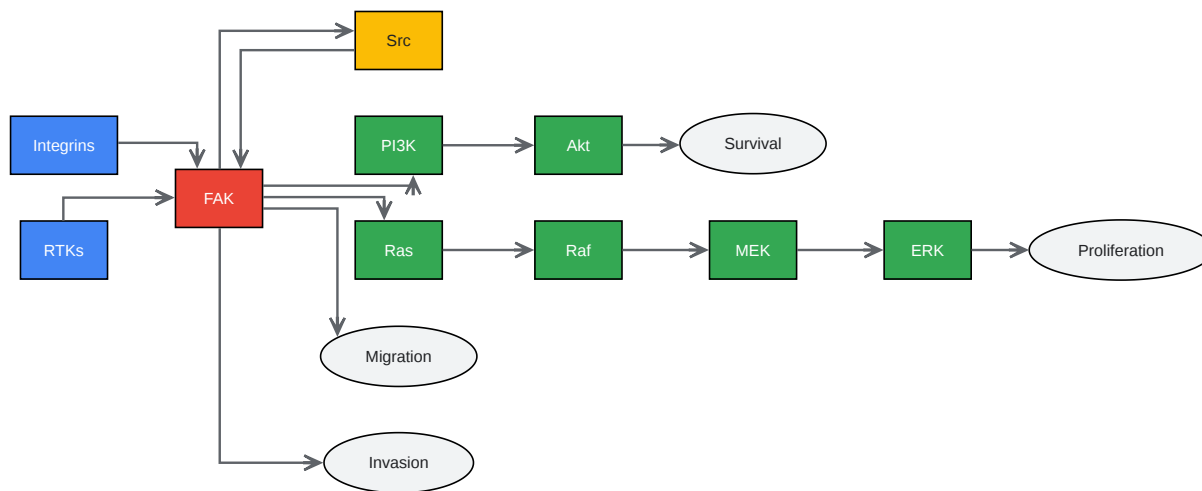 Src
Integrins
PI3K
Akt
Survival
FAK
RTKs
Ras
Raf
MEK
ERK
Proliferation
Migration
Invasion